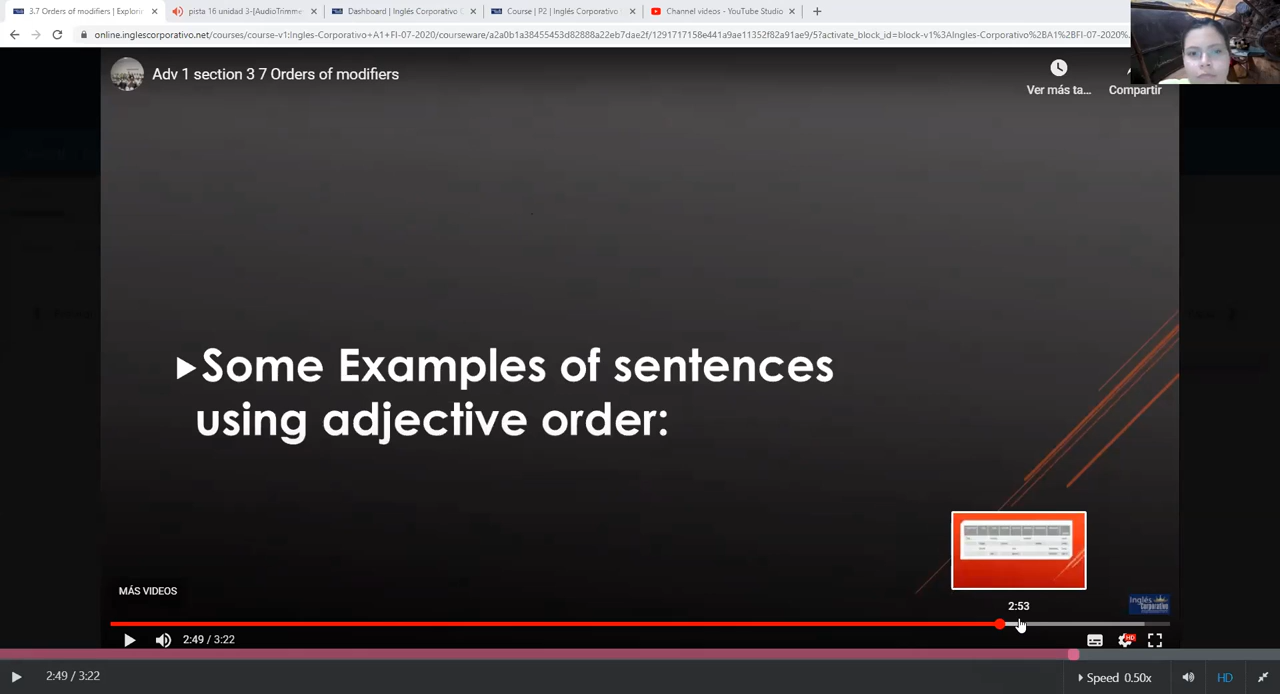 3.7 Orders of modifiers | Explorin
pista 16 unidad 3-[AudioTrimme
Dashboard | Inglés Corporativo
Course | P2 | Inglés Corporativo
Channel videos - YouTube Studio
online.inglescorporativo.net/courses/course-v1:Ingles-Corporativo+A1+FI-07-2020/courseware/a2a0b1a38455453d82888a22eb7dae2f/1291717158e441a9ae11352f82a91ae9/5?activate_block_id=block-v1%3AIngles-Corporativo%2BA1%2BFI-07-2020%
Adv 1 section 3 7 Orders of modifiers
Ver más ta...
Compartir
Some Examples of sentences
using adjective order:
MÁS VIDEOS
2:53
Inglés
Corporativo
2:49 / 3:22
HD
2:49 / 3:22
Speed 0.50x
HD